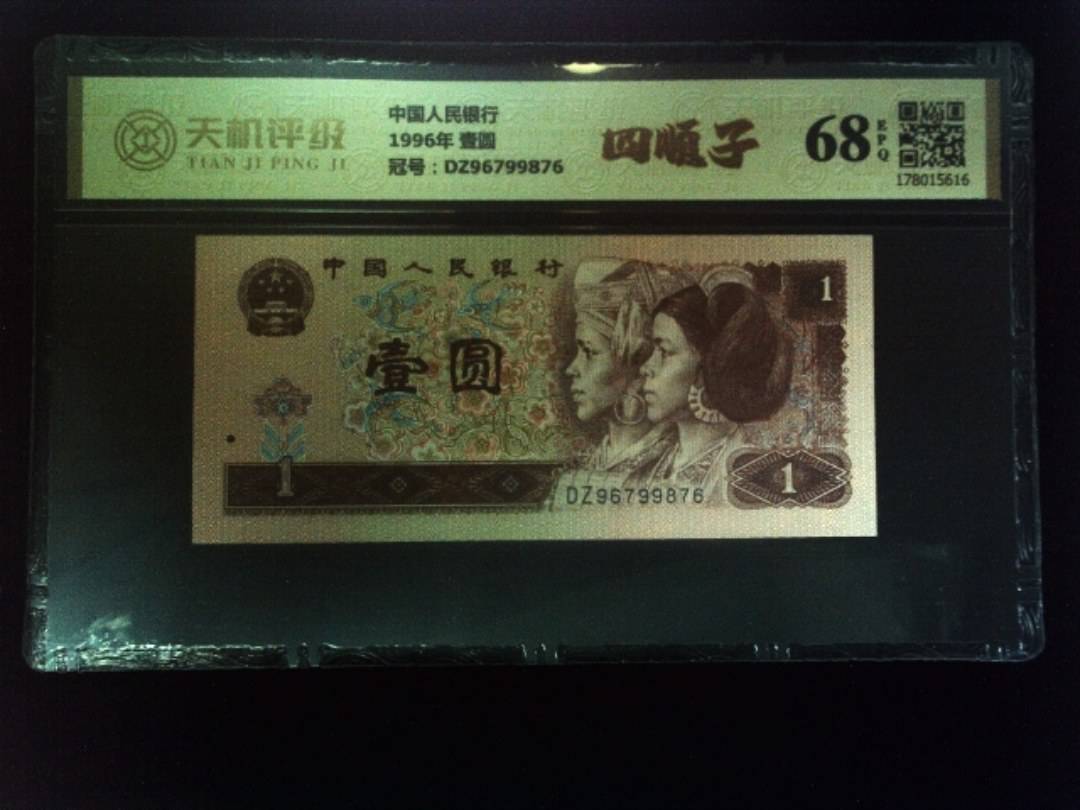 天机评级
TIAN JI PING JI
中国人民银行
1996年 壹圆
冠号：DZ96799876
四顺子
68
EPQ
178015616
中国人民银行
1
壹圆
1
DZ96799876
1